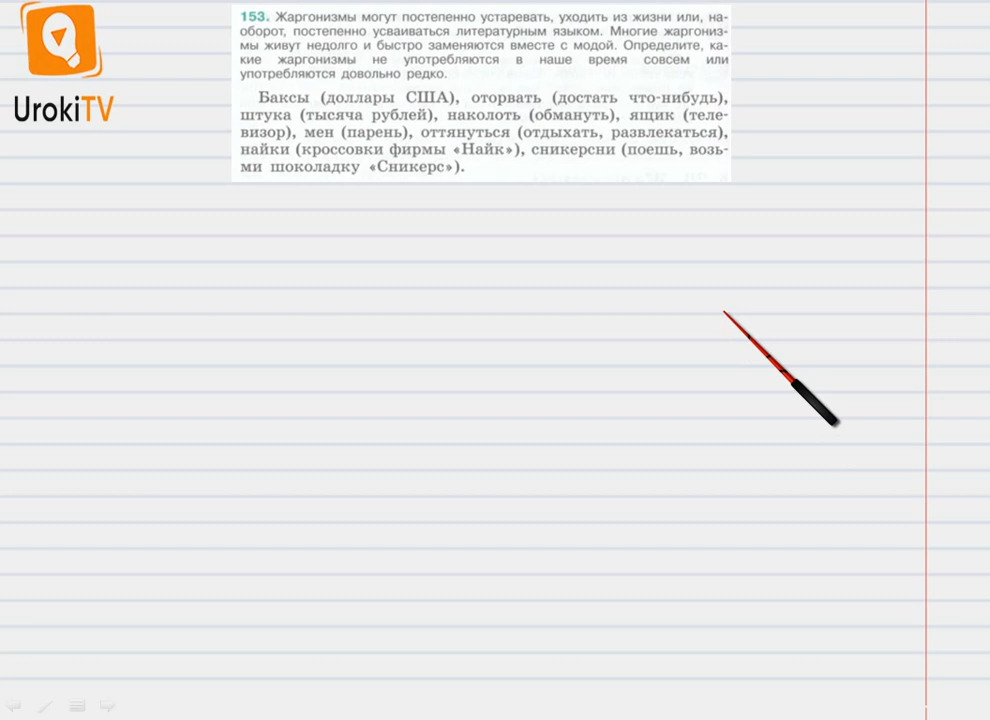 UrokiTV
153. Жаргонизмы могут постепенно устаревать, уходить из жизни или, на-
оборот, постепенно усваиваться литературным языком. Многие жаргониз-
мы живут недолго и быстро заменяются вместе с модой. Определите, ка-
кие жаргонизмы не употребляются в наше время совсем или
употребляются довольно редко.
Баксы (доллары США), оторвать (достать что-нибудь),
штука (тысяча рублей), наколоть (обмануть), ящик (теле-
визор), мен (парень), оттянуться (отдыхать, развлекаться),
найки (кроссовки фирмы «Найк»), сникерсни (поешь, возь-
ми шоколадку «Сникерс»).